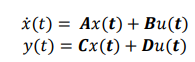 ẋ(t) = Ax(t) + Bu(t)
y(t) = Cx(t) + Du(t)